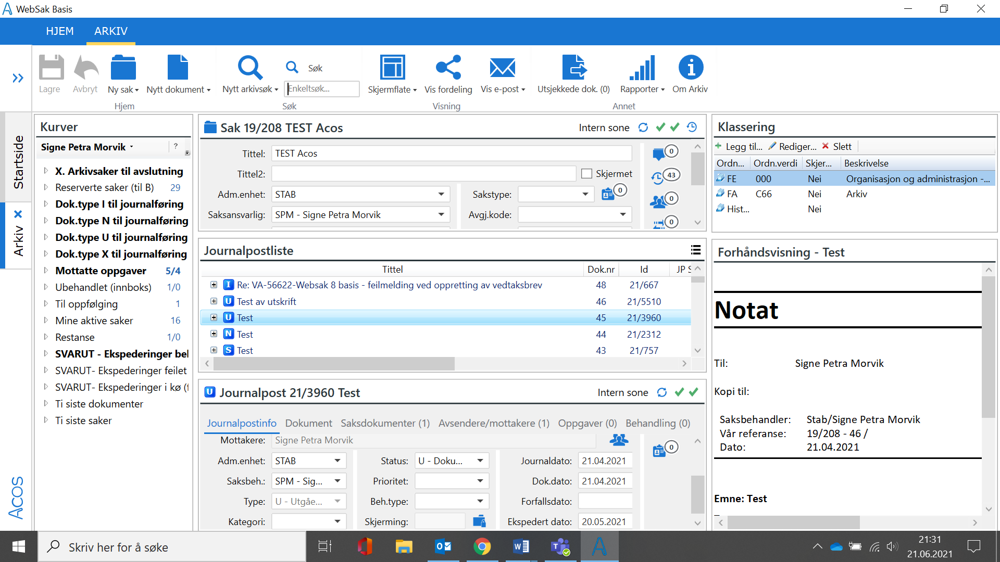 WebSak Basis
HJEM
ARKIV
Lagre
Avbryt
Ny sak
Nytt dokument
Hjem
Nytt arkivsøk
Søk
Enkeltsøk...
Søk
Skjermflate
Vis fordeling
Vis e-post
Visning
Utsjekkede dok. (0)
Rapporter
Om Arkiv
Annet
Startside
Arkiv
ACOS
Kurver
Signe Petra Morvik
?
X. Arkivsaker til avslutning
Reserverte saker (til B) 29
Dok.type I til journalføring
Dok.type N til journalføring
Dok.type U til journalføring
Dok.type X til journalføring
Mottatte oppgaver 5/4
Ubehandlet (innboks) 1/0
Til oppfølging 1
Mine aktive saker 16
Restanse 1/0
SVARUT - Ekspederinger bel
SVARUT- Ekspederinger feilet
SVARUT- Ekspederinger i kø (f
Ti siste dokumenter
Ti siste saker
Sak 19/208 TEST Acos
Intern sone
Tittel: TEST Acos
Tittel2: Skjermet
Adm.enhet: STAB Sakstype:
Saksansvarlig: SPM - Signe Petra Morvik Avgj.kode:
0
43
0
0
0
Journalpostliste
Tittel Dok.nr Id JP S
I Re: VA-56622-Websak 8 basis - feilmelding ved oppretting av vedtaksbrev 48 21/667
U Test av utskrift 46 21/5510
U Test 45 21/3960
N Test 44 21/2312
S Test 43 21/757
U Journalpost 21/3960 Test
Intern sone
Journalpostinfo Dokument Saksdokumenter (1) Avsendere/mottakere (1) Oppgaver (0) Behandling (0)
Mottakere: Signe Petra Morvik
0
Adm.enhet: STAB Status: U - Doku... Journaldato: 21.04.2021
Saksbeh.: SPM - Sig... Prioritet: Dok.dato: 21.04.2021
Type: U - Utgåe... Beh.type: Forfallsdato:
Kategori: Skjerming: Ekspedert dato: 20.05.2021
Klassering
Legg til... Rediger... Slett
Ordn... Ordn.verdi Skjer... Beskrivelse
FE 000 Nei Organisasjon og administrasjon -...
FA C66 Nei Arkiv
Hist... Nei
Forhåndsvisning - Test
Notat
Til: Signe Petra Morvik
Kopi til:
Saksbehandler: Stab/Signe Petra Morvik
Vår referanse: 19/208 - 46 /
Dato: 21.04.2021
Emne: Test
Skriv her for å søke
21:31
21.06.2021